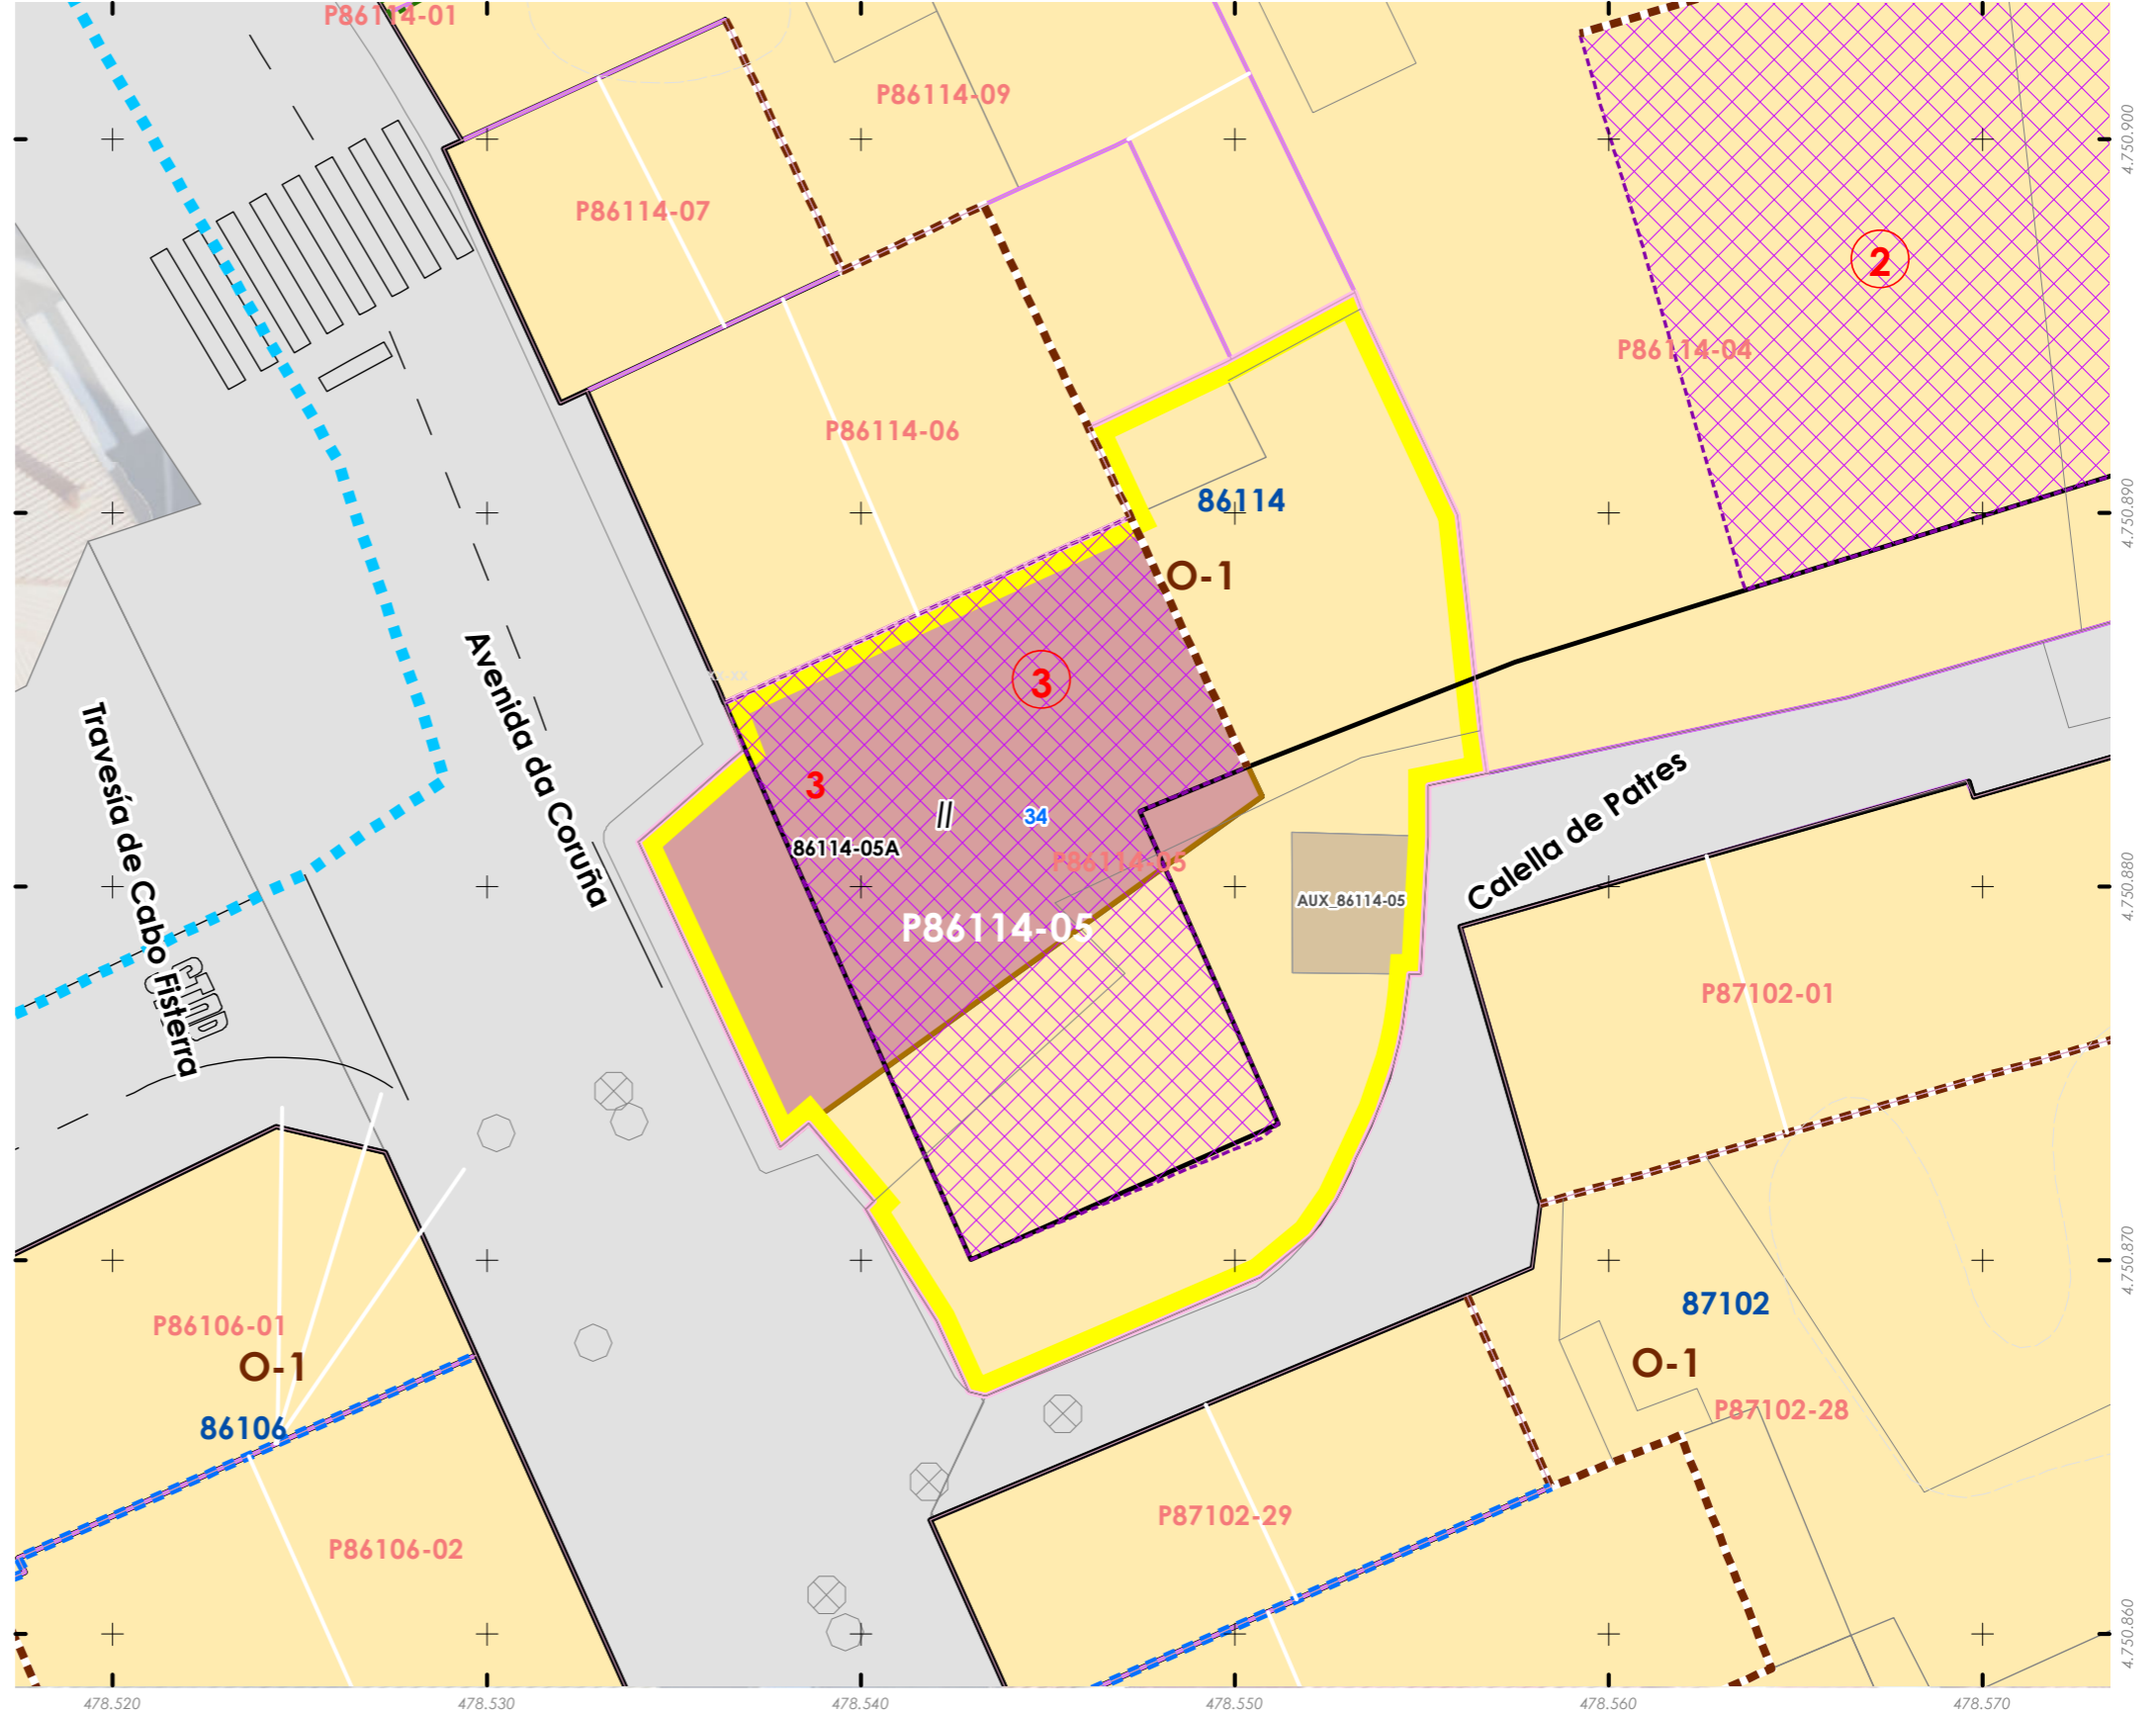 P86114-01
P86114-09
P86114-07
2
P86114-04
P86114-06
86114
O-1
3
3
//
34
86114-05A
P86114-05
P86114-05
AUX_86114-05
Avenida da Coruña
Travesía de Cabo Fisterra
Calella de Patres
P87102-01
87102
O-1
P87102-28
P87102-29
P86106-01
O-1
86106
P86106-02
4.750.900
4.750.890
4.750.880
4.750.870
4.750.860
478.520
478.530
478.540
478.550
478.560
478.570